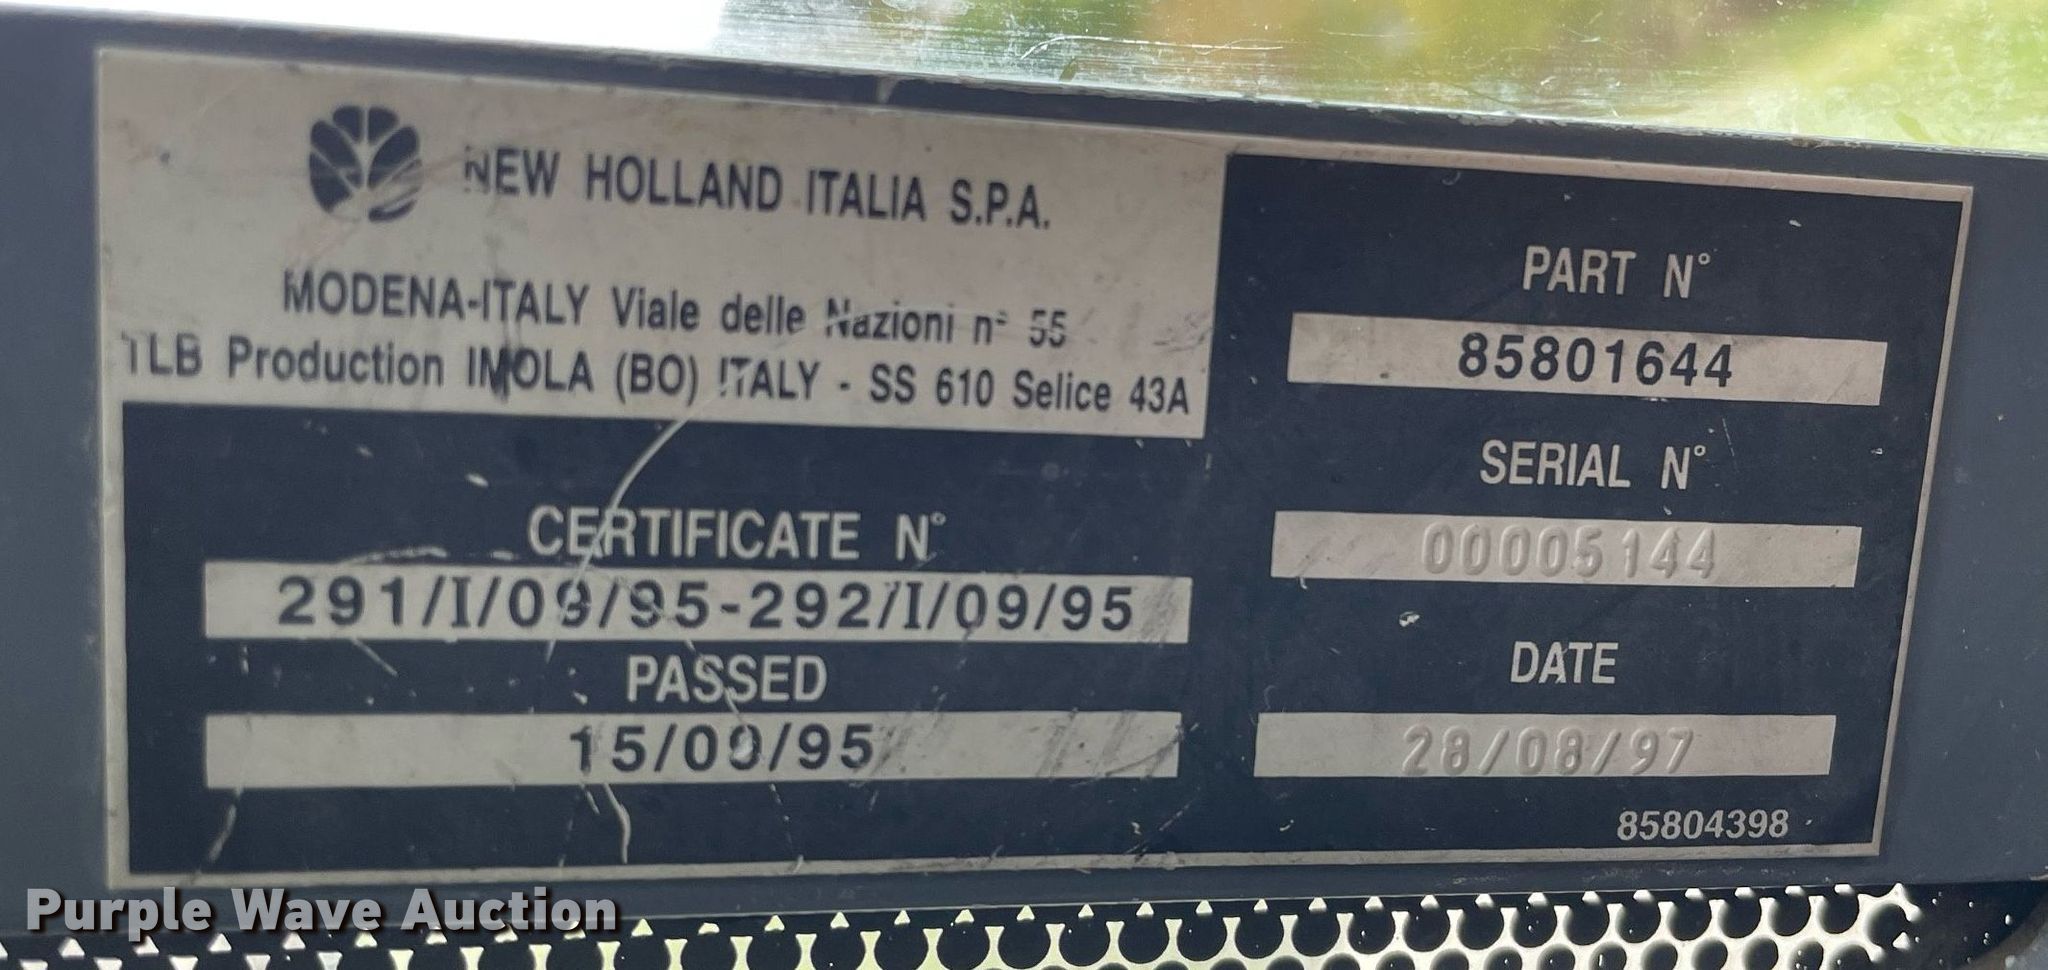 NEW HOLLAND ITALIA S.P.A.
MODENA-ITALY Viale delle Nazioni n° 55
TLB Production IMOLA (BO) ITALY - SS 610 Selice 43A
CERTIFICATE N°
291/I/09/95-292/I/09/95
PASSED
15/09/95
PART N°
85801644
SERIAL N°
00005144
DATE
28/08/97
85804398
Purple Wave Auction